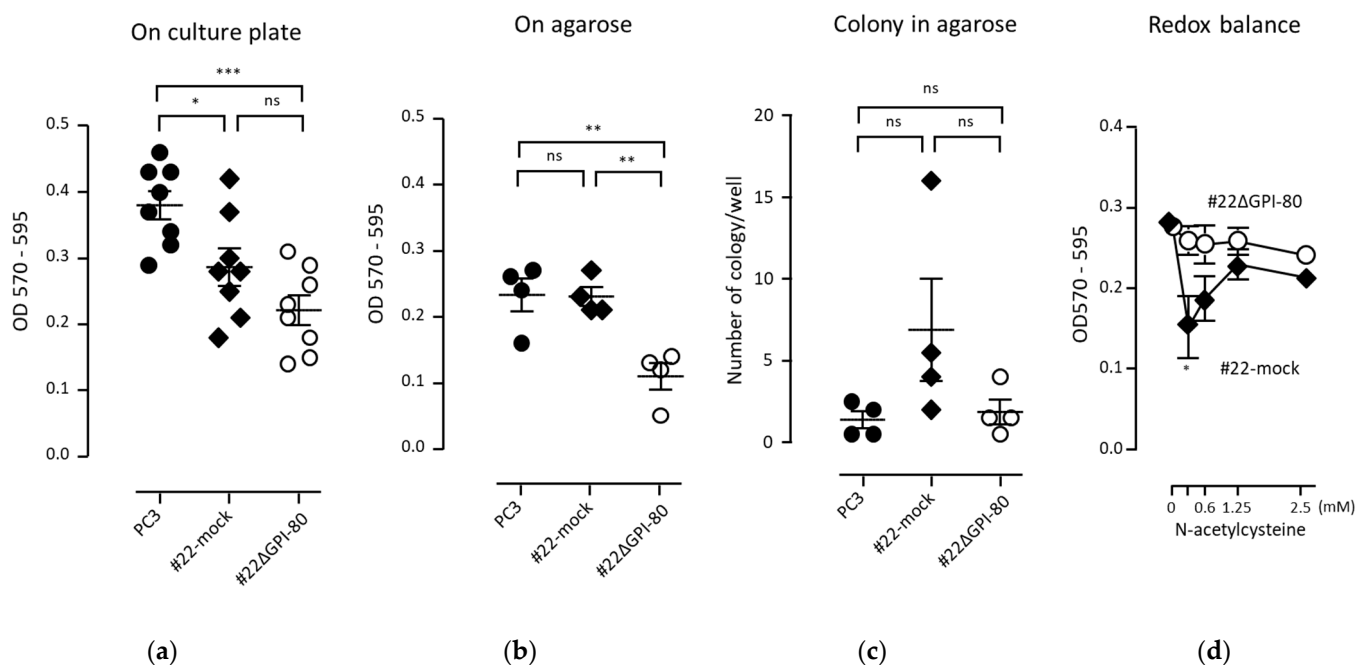 On culture plate
On agarose
Colony in agarose
Redox balance
***
*
ns
OD 570 - 595
0.5
0.4
0.3
0.2
0.1
0.0
PC3
#22-mock
#22ΔGPI-80
**
ns
**
OD 570 - 595
0.5
0.4
0.3
0.2
0.1
0.0
PC3
#22-mock
#22ΔGPI-80
ns
ns
ns
Number of cology/well
20
15
10
5
0
PC3
#22-mock
#22ΔGPI-80
OD570 - 595
0.4
0.3
0.2
0.1
0.0
#22ΔGPI-80
#22-mock
*
0 0.6 1.25 2.5 (mM)
N-acetylcysteine
(a)
(b)
(c)
(d)